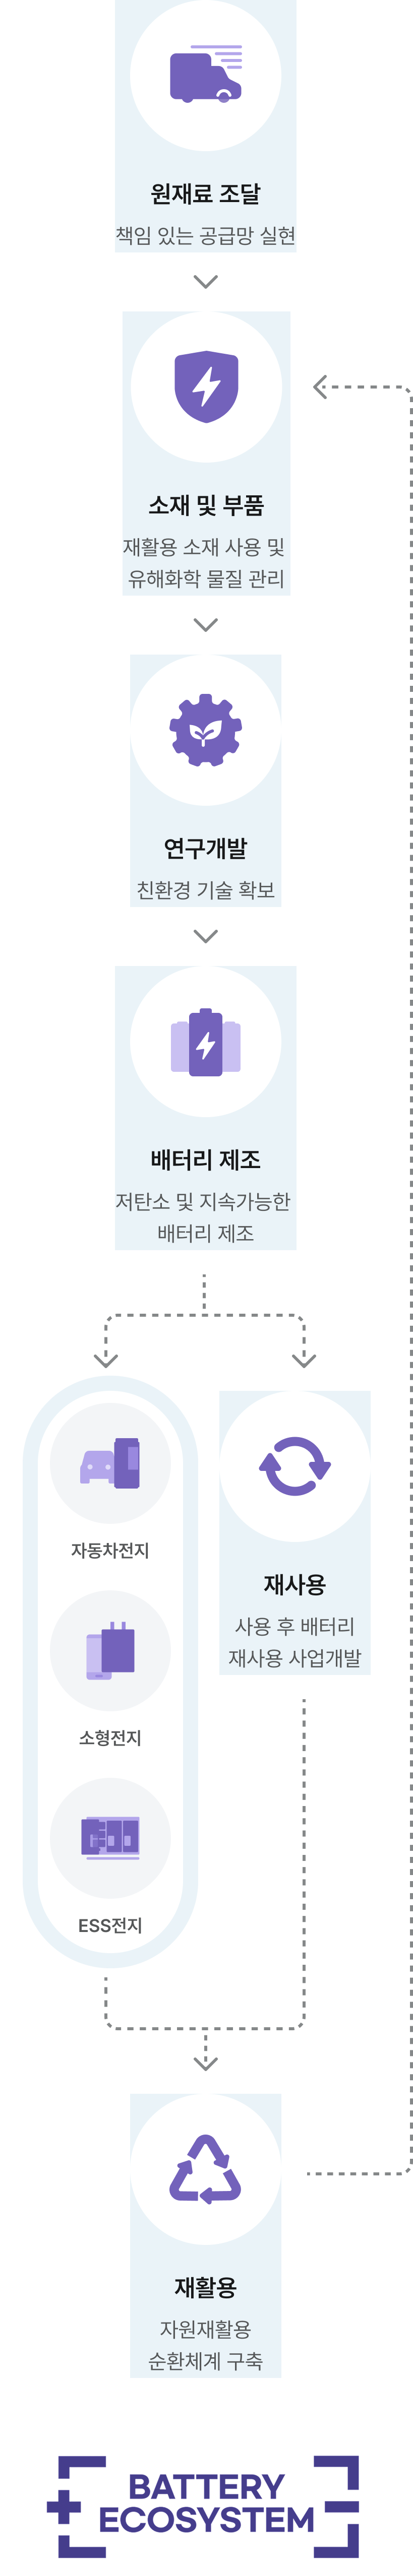 원재료 조달
책임 있는 공급망 실현
소재 및 부품
재활용 소재 사용 및
유해화학 물질 관리
연구개발
친환경 기술 확보
배터리 제조
저탄소 및 지속가능한
배터리 제조
자동차전지
소형전지
ESS전지
재사용
사용 후 배터리
재사용 사업개발
재활용
자원재활용
순환체계 구축
BATTERY
ECOSYSTEM